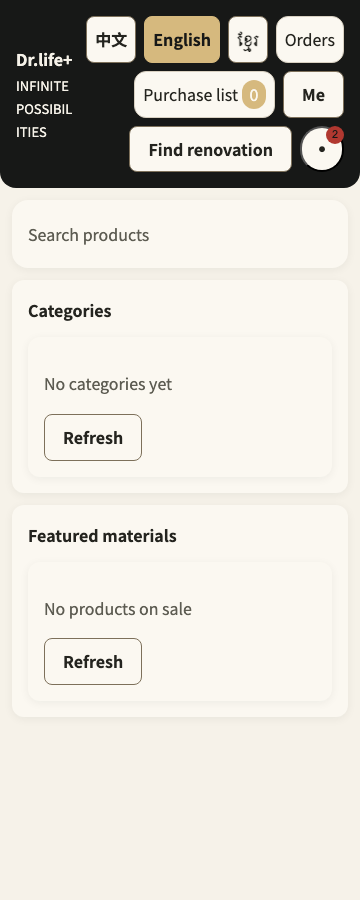 Dr.life+
INFINITE
POSSIBIL
ITIES
中文
English
ខ្មែរ
Orders
Purchase list 0
Me
Find renovation
2
Search products
Categories
No categories yet
Refresh
Featured materials
No products on sale
Refresh